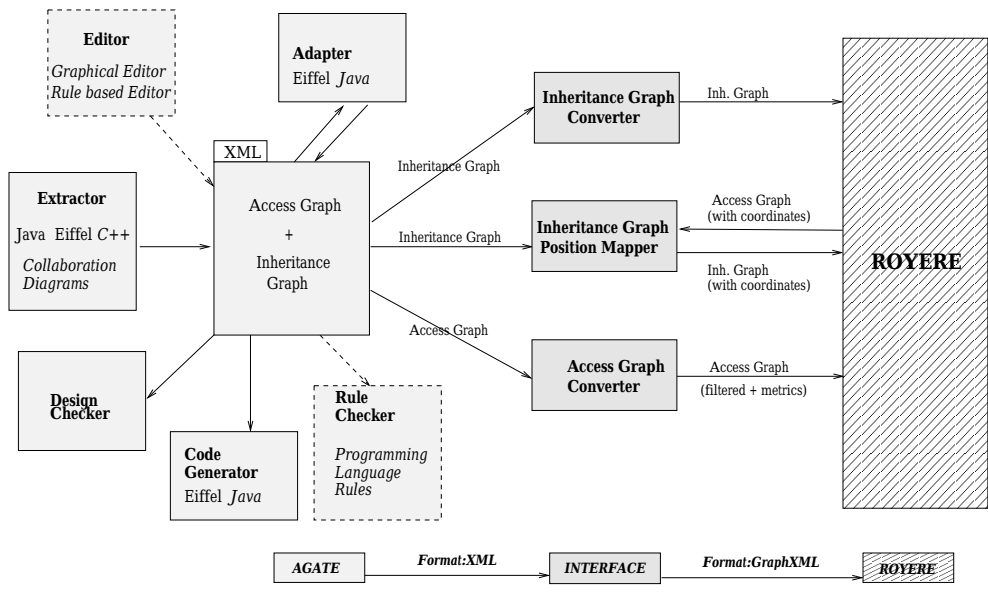 Editor
Graphical Editor
Rule based Editor
Adapter
Eiffel Java
XML
Access Graph
+
Inheritance
Graph
Extractor
Java Eiffel C++
Collaboration
Diagrams
Design
Checker
Code
Generator
Eiffel Java
Rule
Checker
Programming
Language
Rules
Inheritance Graph
Inheritance Graph
Access Graph
Inheritance Graph
Converter
Inheritance Graph
Position Mapper
Access Graph
Converter
Inh. Graph
Access Graph
(with coordinates)
Inh. Graph
(with coordinates)
Access Graph
(filtered + metrics)
ROYERE
AGATE
Format:XML
INTERFACE
Format:GraphXML
ROYERE